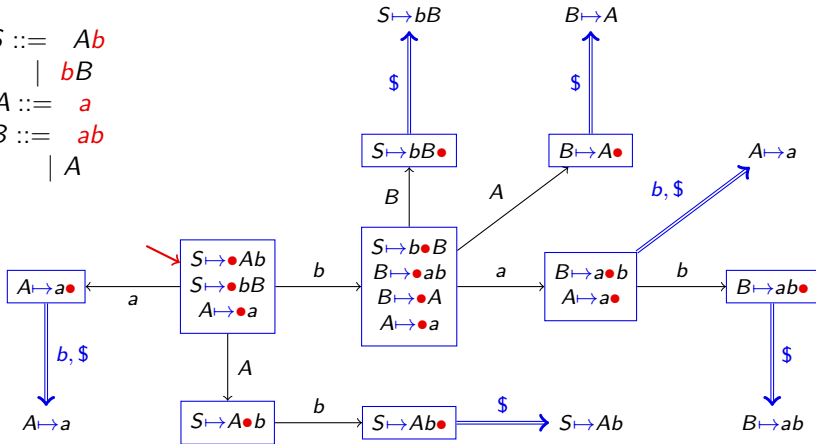 S ::= Ab
| bB
A ::= a
B ::= ab
| A
S↦bB
B↦A
$
$
S↦bB•
B↦A•
A↦a
B
A
b, $
S↦•Ab
S↦•bB
A↦•a
S↦b•B
B↦•ab
B↦•A
A↦•a
B↦a•b
A↦a•
A↦a•
a
b
a
b
B↦ab•
b, $
A
$
A↦a
S↦A•b
b
S↦Ab•
$
S↦Ab
B↦ab